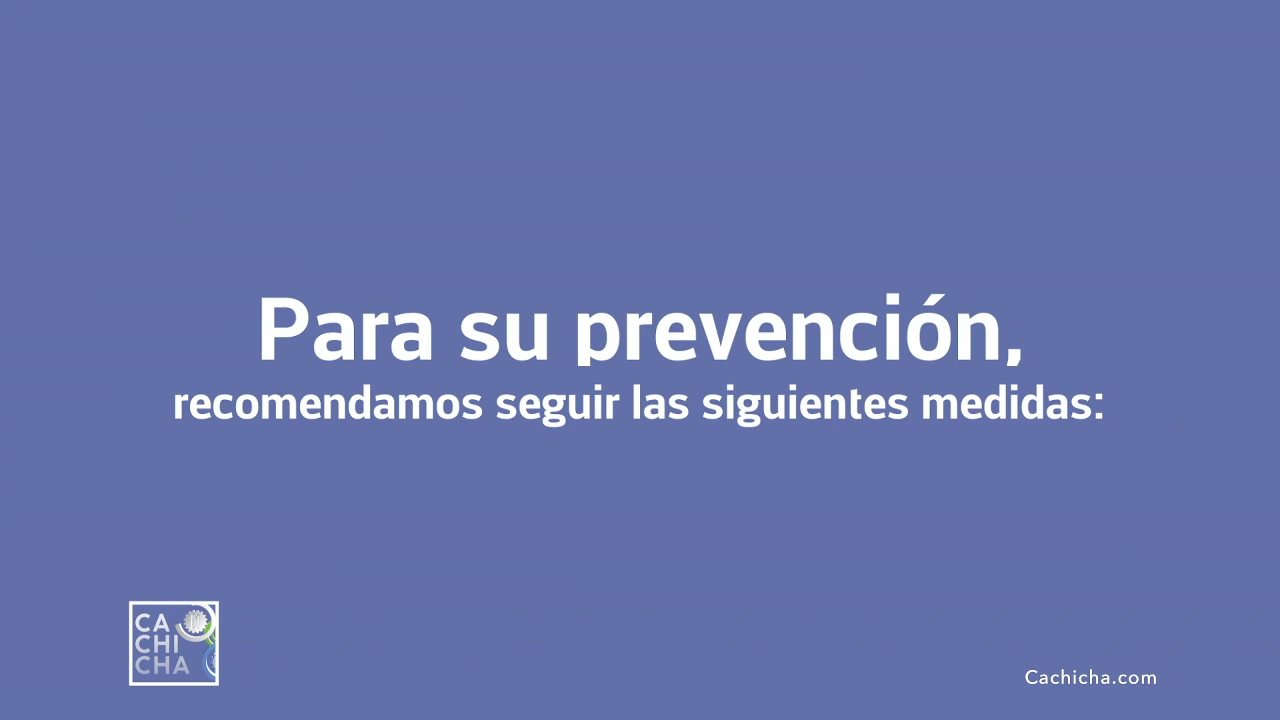 Para su prevención,
recomendamos seguir las siguientes medidas:
CA
CHI
CHA
Cachicha.com